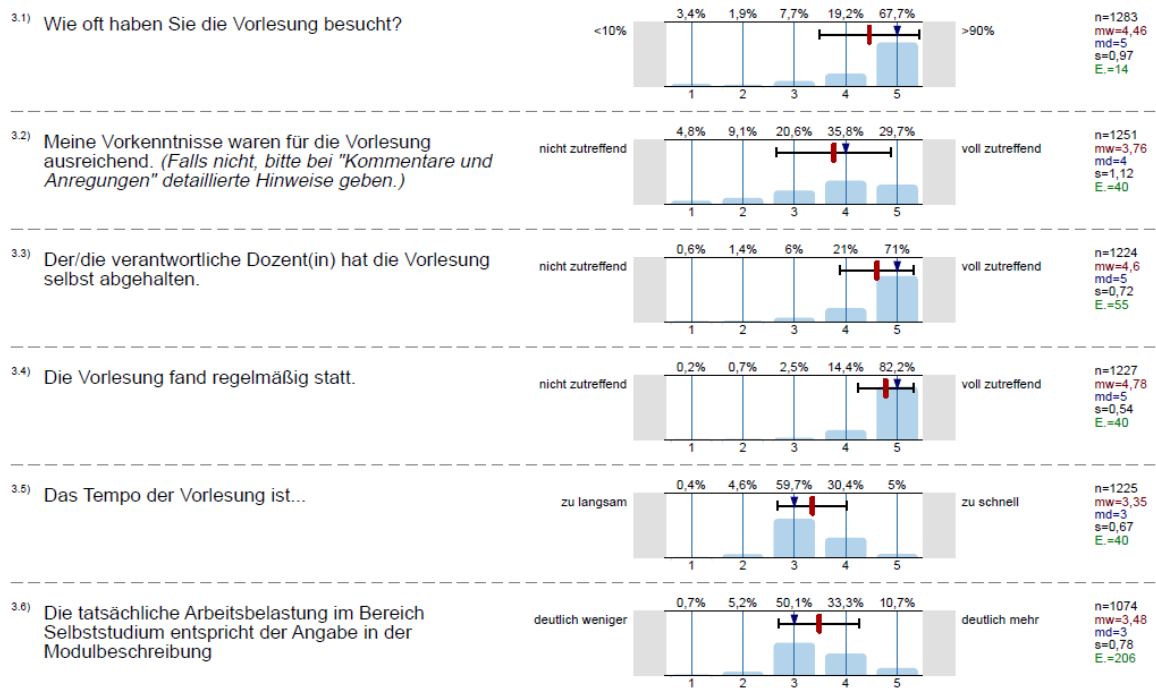 3.1) Wie oft haben Sie die Vorlesung besucht?
3,4% 1,9% 7,7% 19,2% 67,7%
<10% >90%
1 2 3 4 5
n=1283
mw=4,46
md=5
s=0,97
E.=14
3.2) Meine Vorkenntnisse waren für die Vorlesung
ausreichend. (Falls nicht, bitte bei "Kommentare und
Anregungen" detaillierte Hinweise geben.)
4,8% 9,1% 20,6% 35,8% 29,7%
nicht zutreffend voll zutreffend
1 2 3 4 5
n=1251
mw=3,76
md=4
s=1,12
E.=40
3.3) Der/die verantwortliche Dozent(in) hat die Vorlesung
selbst abgehalten.
0,6% 1,4% 6% 21% 71%
nicht zutreffend voll zutreffend
1 2 3 4 5
n=1224
mw=4,6
md=5
s=0,72
E.=55
3.4) Die Vorlesung fand regelmäßig statt.
0,2% 0,7% 2,5% 14,4% 82,2%
nicht zutreffend voll zutreffend
1 2 3 4 5
n=1227
mw=4,78
md=5
s=0,54
E.=40
3.5) Das Tempo der Vorlesung ist...
0,4% 4,6% 59,7% 30,4% 5%
zu langsam zu schnell
1 2 3 4 5
n=1225
mw=3,35
md=3
s=0,67
E.=40
3.6) Die tatsächliche Arbeitsbelastung im Bereich
Selbststudium entspricht der Angabe in der
Modulbeschreibung
0,7% 5,2% 50,1% 33,3% 10,7%
deutlich weniger deutlich mehr
1 2 3 4 5
n=1074
mw=3,48
md=3
s=0,78
E.=206